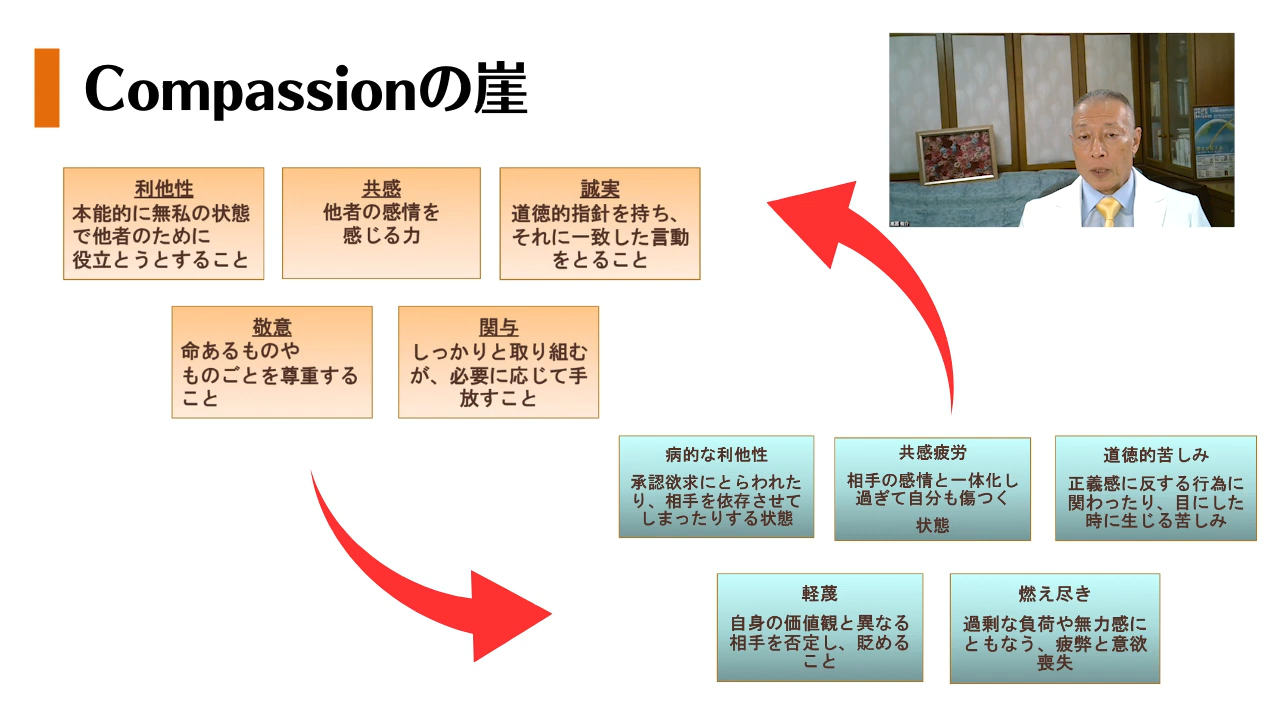 Compassionの崖
利他性
本能的に無私の状態
で他者のために
役立とうとすること
共感
他者の感情を
感じる力
誠実
道徳的指針を持ち、
それに一致した言動
をとること
敬意
命あるものや
ものごとを尊重する
こと
関与
しっかりと取り組む
が、必要に応じて手
放すこと
病的な利他性
承認欲求にとらわれた
り、相手を依存させて
しまったりする状態
共感疲労
相手の感情と一体化し
過ぎて自分も傷つく
状態
道徳的苦しみ
正義感に反する行為に
関わったり、目にした
時に生じる苦しみ
軽蔑
自身の価値観と異なる
相手を否定し、貶める
こと
燃え尽き
過剰な負荷や無力感に
ともなう、疲弊と意欲
喪失